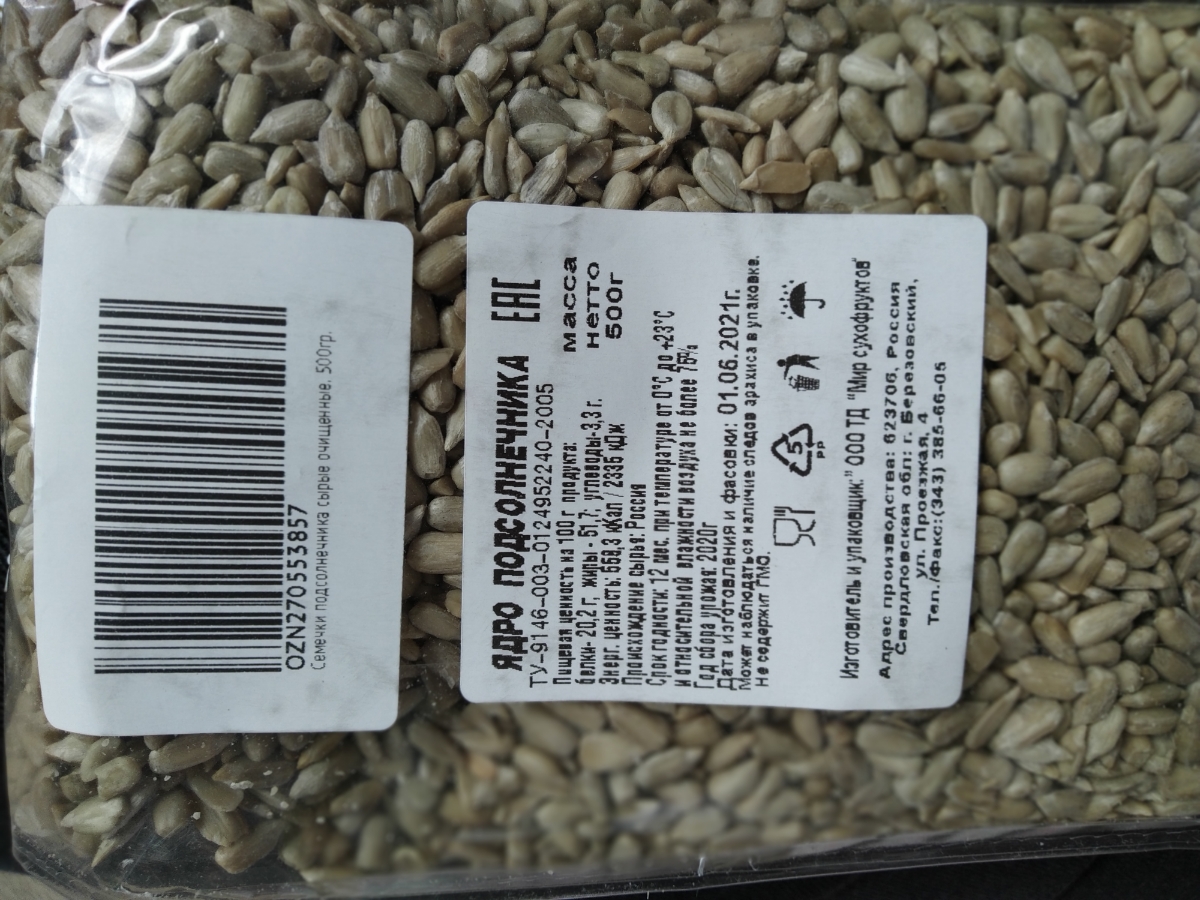 OZN270553857
Семечки подсолнечника сырые очищенные. 500гр.
ЯДРО ПОДСОЛНЕЧНИКА
EAC
ТУ-9146-003-0124952240-2005
масса
нетто
500г
Пищевая ценность на 100 г продукта:
белки- 20,2 г, жиры - 51,7; углеводы-3,3 г.
Энерг. ценность: 558,3 кКал / 2335 кДж
Происхождение сырья: Россия
Срок годности: 12 мес. при температуре от 0°С до +23°С
и относительной влажности воздуха не более 75%
Год сбора урожая: 2020г
Дата изготовления и фасовки: 01.06.2021г.
Может наблюдаться наличие следов арахиса в упаковке.
Не содержит ГМО.
5
PP
Изготовитель и упаковщик:" ООО ТД "Мир сухофруктов"
Адрес производства: 623706, Россия
Свердловская обл: г. Березовский,
ул. Проезжая, 4
Тел./факс:(343) 385-66-05